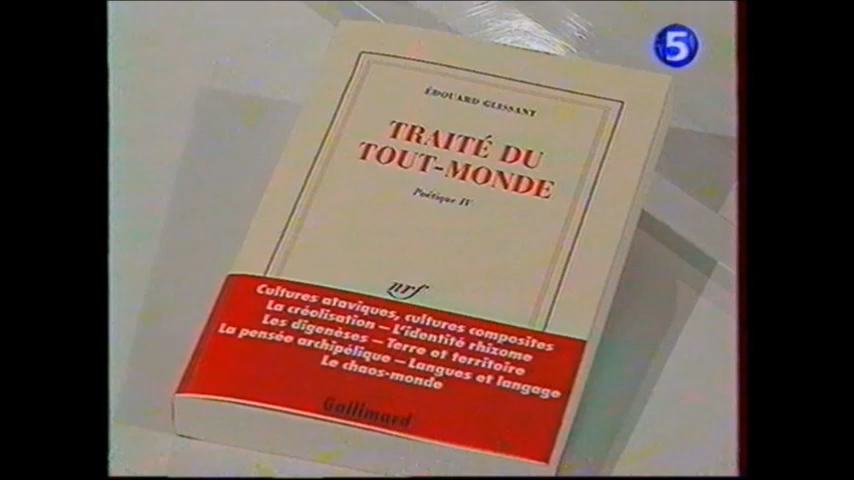 5
ÉDOUARD GLISSANT
TRAITÉ DU
TOUT-MONDE
Poétique IV
nrf
Cultures ataviques, cultures composites
La créolisation – L'identité rhizome
Les digenèses – Terre et territoire
La pensée archipélique – Langues et langage
Le chaos-monde
Gallimard